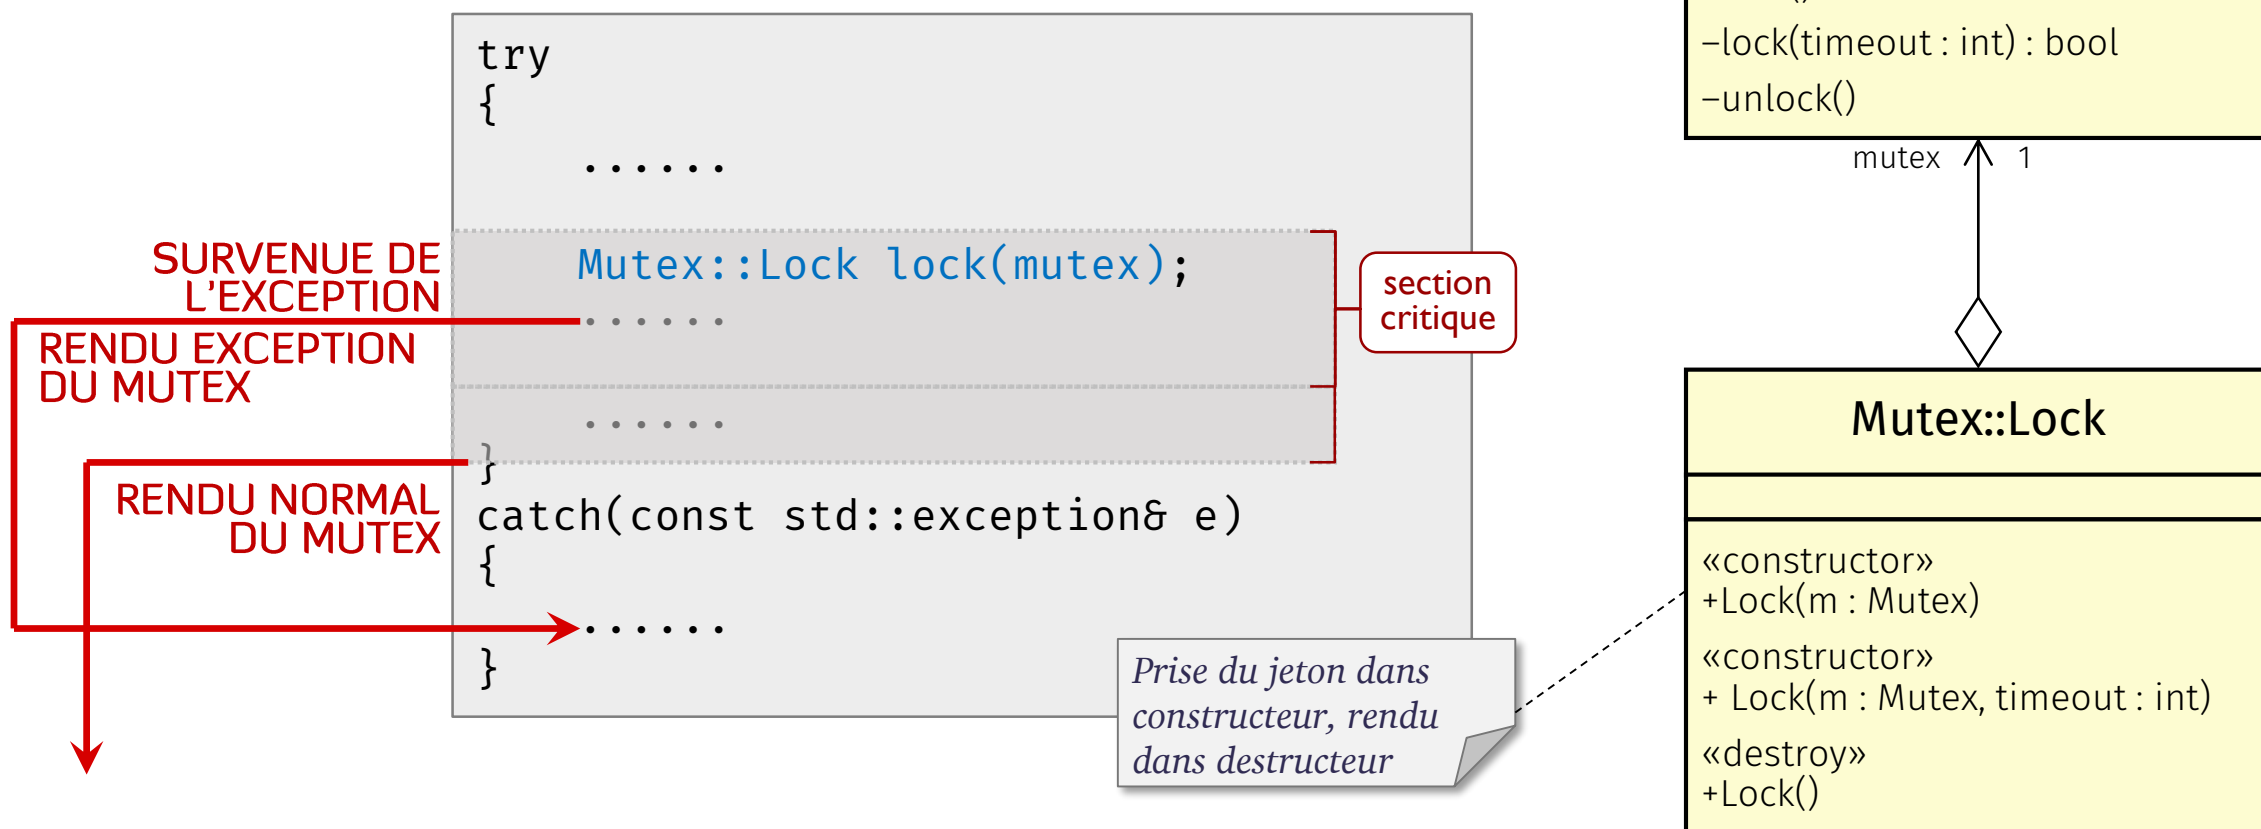 try
{
......
SURVENUE DE
L'EXCEPTION
Mutex::Lock lock(mutex);
......
RENDU EXCEPTION
DU MUTEX
section
critique
......
}
RENDU NORMAL
DU MUTEX
catch(const std::exception& e)
{
......
}
Prise du jeton dans
constructeur, rendu
dans destructeur
–lock(timeout : int) : bool
–unlock()
mutex 1
Mutex::Lock
«constructor»
+Lock(m : Mutex)
«constructor»
+ Lock(m : Mutex, timeout : int)
«destroy»
+Lock()